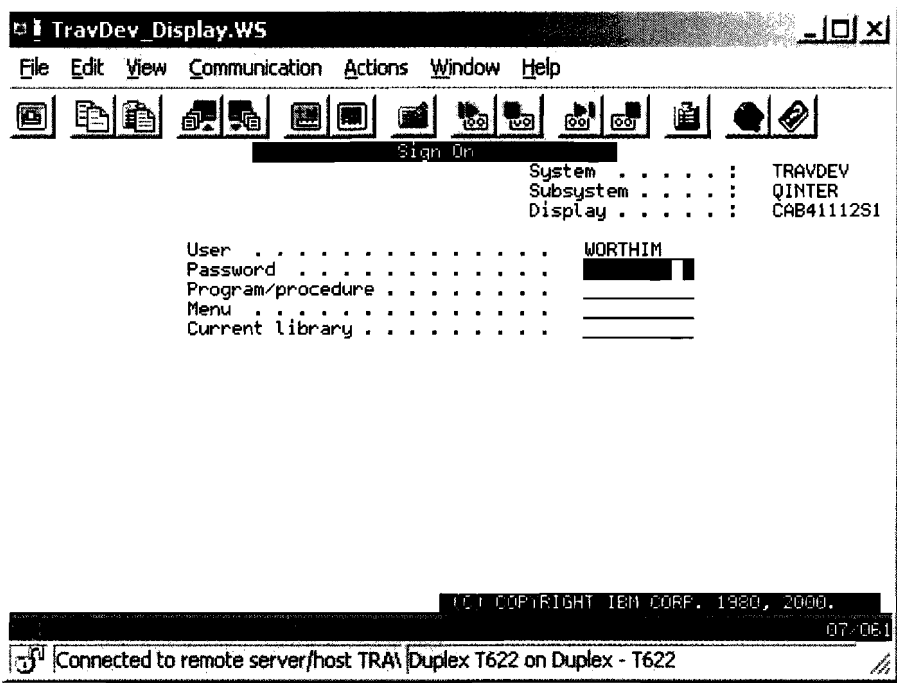 TravDev_Display.WS
File Edit View Communication Actions Window Help
Sign On
System . . . . . : TRAVDEV
Subsystem . . . . : QINTER
Display . . . . . : CAB41112S1
User . . . . . . . . . . . . . . WORTHIM
Password . . . . . . . . . . . .
Program/procedure . . . . . . . .
Menu . . . . . . . . . . . . . .
Current library . . . . . . . . .
(C) COPYRIGHT IBM CORP. 1980, 2000.
07/061
Connected to remote server/host TRAV Duplex T622 on Duplex - T622